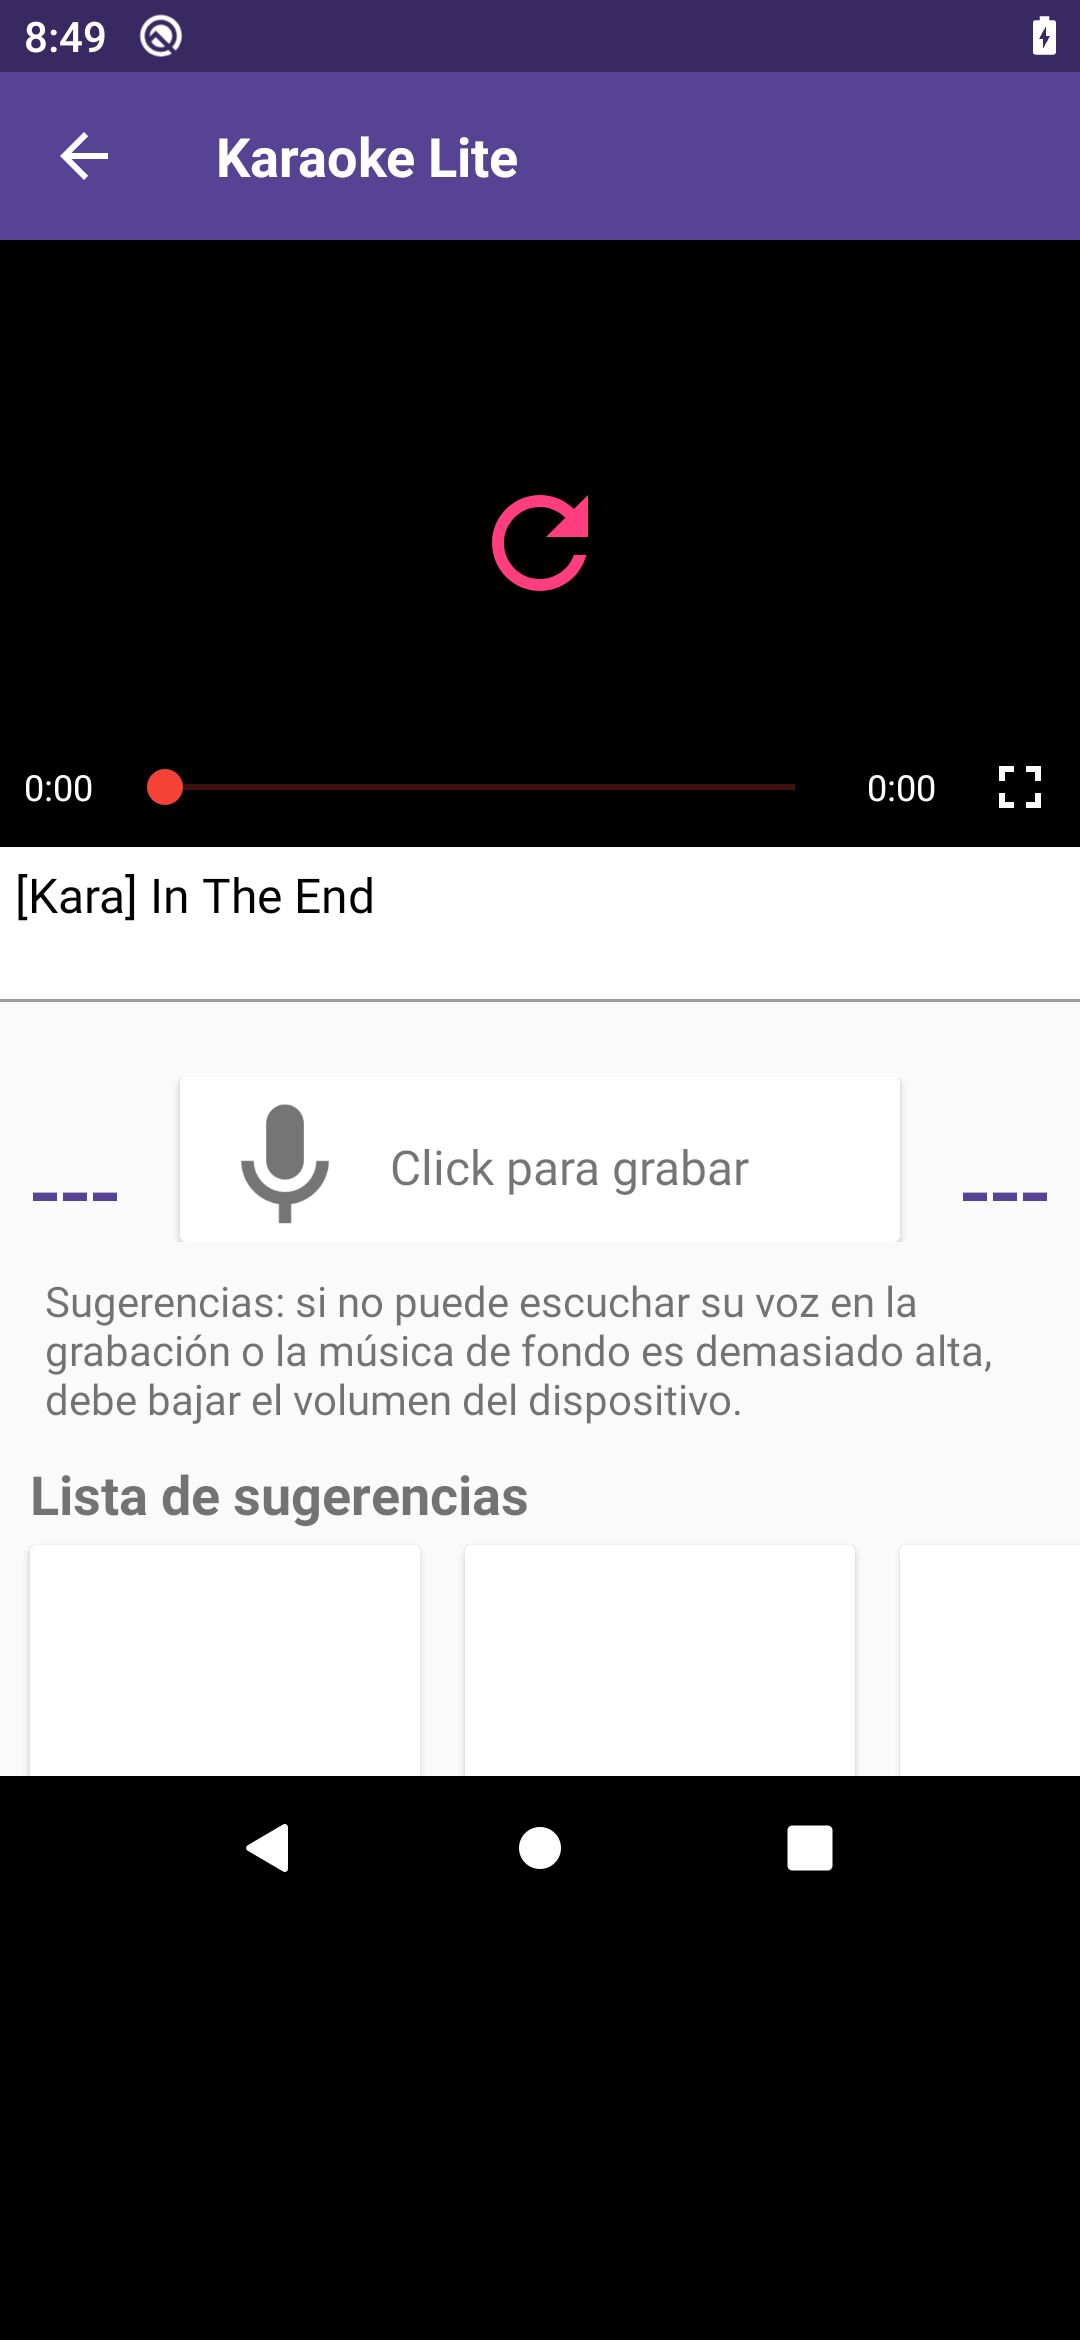 8:49
Karaoke Lite
0:00
0:00
[Kara] In The End
---
Click para grabar
---
Sugerencias: si no puede escuchar su voz en la
grabación o la música de fondo es demasiado alta,
debe bajar el volumen del dispositivo.
Lista de sugerencias